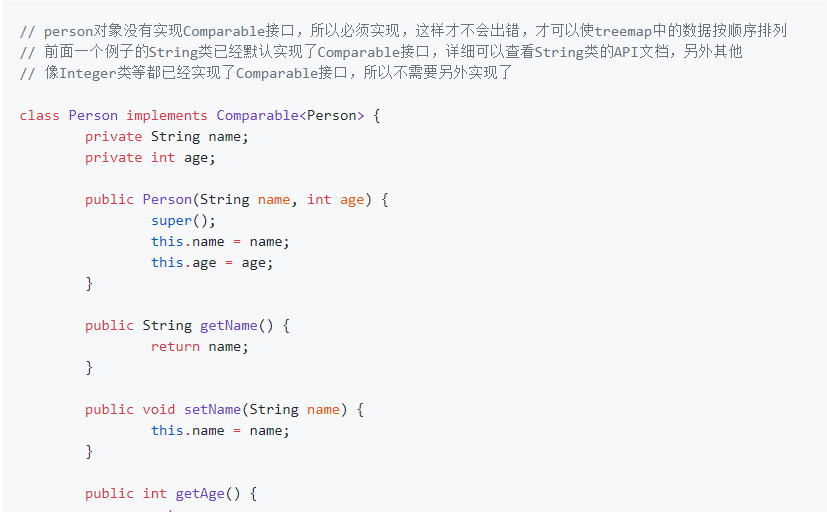 // person对象没有实现Comparable接口，所以必须实现，这样才不会出错，才可以使treemap中的数据按顺序排列
// 前面一个例子的String类已经默认实现了Comparable接口，详细可以查看String类的API文档，另外其他
// 像Integer类等都已经实现了Comparable接口，所以不需要另外实现了
class Person implements Comparable<Person> {
private String name;
private int age;
public Person(String name, int age) {
super();
this.name = name;
this.age = age;
}
public String getName() {
return name;
}
public void setName(String name) {
this.name = name;
}
public int getAge() {